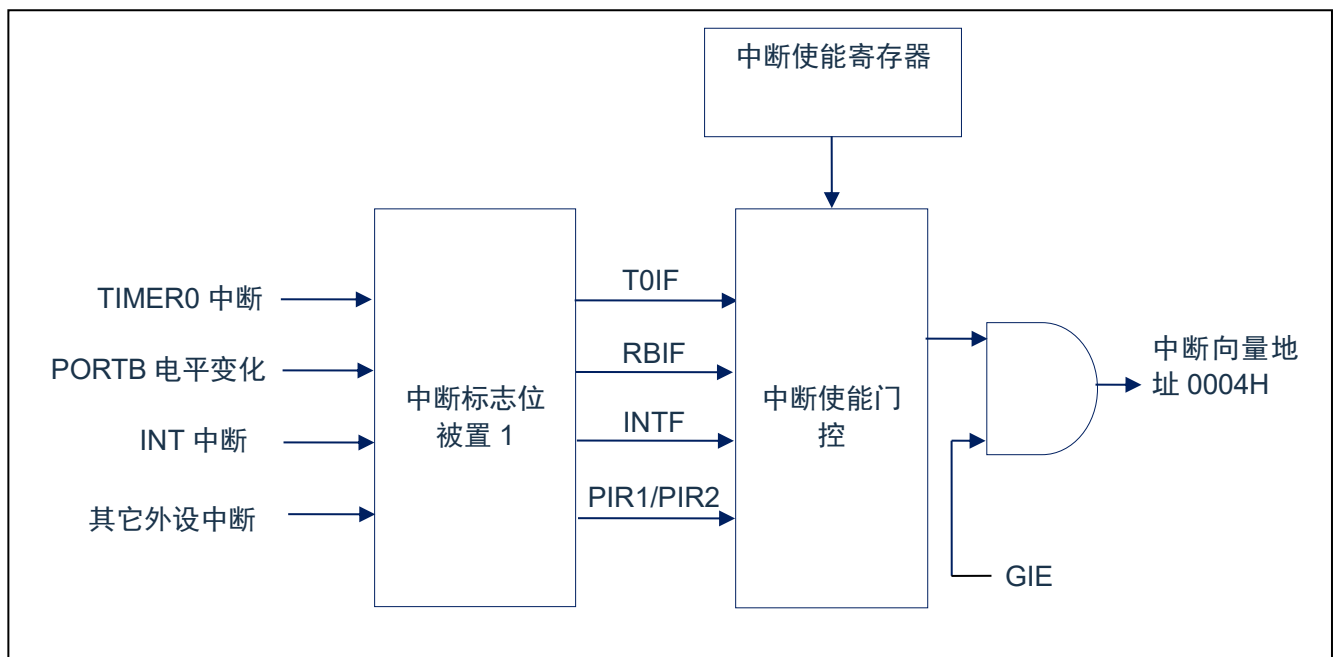 中断使能寄存器
TIMER0 中断
PORTB 电平变化
INT 中断
其它外设中断
中断标志位
被置 1
T0IF
RBIF
INTF
PIR1/PIR2
中断使能门
控
中断向量地
址 0004H
GIE